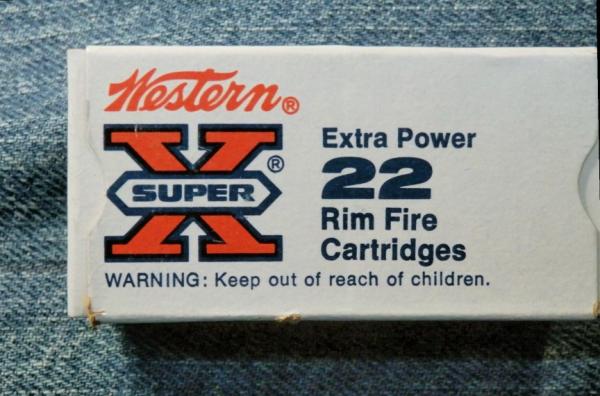 Western®
X®
SUPER
Extra Power
22
Rim Fire
Cartridges
WARNING: Keep out of reach of children.